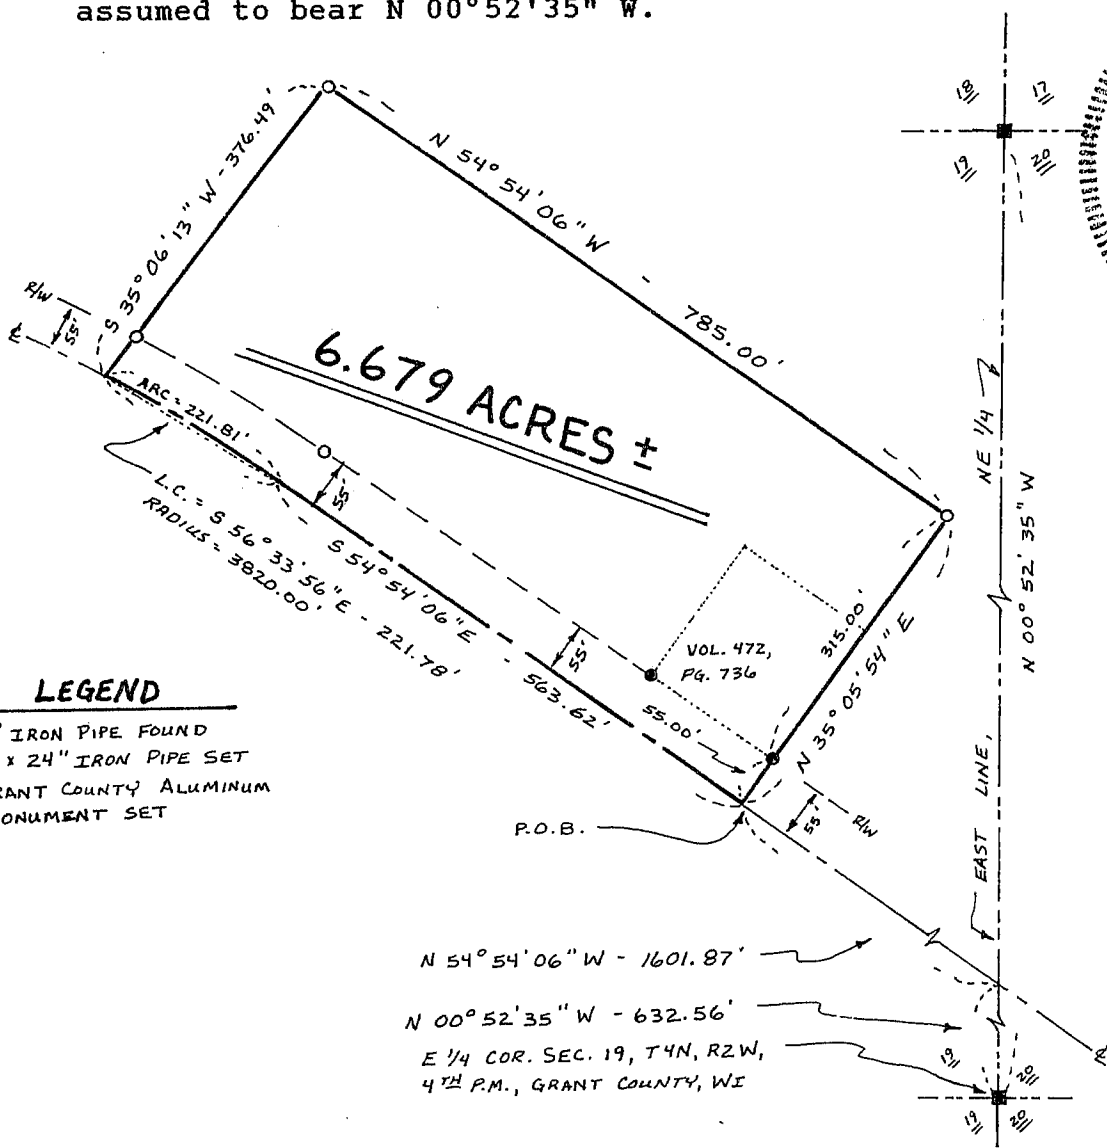 assumed to bear N 00°52'35" W.
18
17
19
20
N 54°54'06" W - 785.00'
S 35°06'13" W - 376.49'
R/W
55'
℄
6.679 ACRES ±
ARC = 221.81'
L.C. = S 56°33'56" E - 221.78'
RADIUS = 3820.00'
55'
S 54°54'06" E - 563.62'
55'
VOL. 472,
PG. 736
315.00'
N 35°05'54" E
55.00'
NE 1/4
N 00°52'35" W
EAST LINE,
LEGEND
" IRON PIPE FOUND
x 24" IRON PIPE SET
RANT COUNTY ALUMINUM
ONUMENT SET
P.O.B.
55'
R/W
N 54°54'06" W - 1601.87'
N 00°52'35" W - 632.56'
E 1/4 COR. SEC. 19, T4N, R2W,
4TH P.M., GRANT COUNTY, WI
19
20
℄
19
20